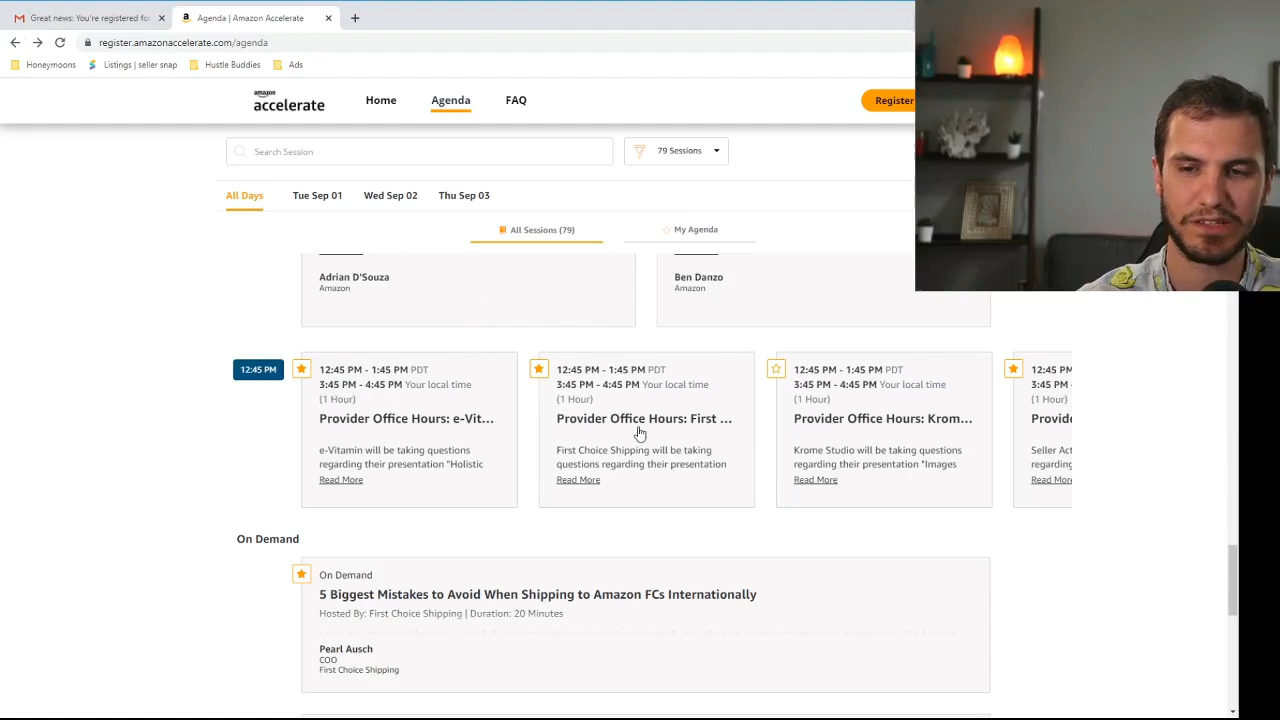 Great news: You're registered fo
Agenda | Amazon Accelerate
register.amazonaccelerate.com/agenda
Honeymoons
Listings | seller snap
Hustle Buddies
Ads
amazon
accelerate
Home
Agenda
FAQ
Register
Search Session
79 Sessions
All Days
Tue Sep 01
Wed Sep 02
Thu Sep 03
All Sessions (79)
My Agenda
Adrian D'Souza
Amazon
Ben Danzo
Amazon
12:45 PM
12:45 PM - 1:45 PM PDT
3:45 PM - 4:45 PM Your local time
(1 Hour)
Provider Office Hours: e-Vit...
e-Vitamin will be taking
questions regarding their
presentation "Holistic
Read More
12:45 PM - 1:45 PM PDT
3:45 PM - 4:45 PM Your local time
(1 Hour)
Provider Office Hours: First ...
First Choice Shipping will be taking
questions regarding their presentation
Read More
12:45 PM - 1:45 PM PDT
3:45 PM - 4:45 PM Your local time
(1 Hour)
Provider Office Hours: Krom...
Krome Studio will be taking questions
regarding their presentation "Images
Read More
12:45 PM
3:45 PM
(1 Hour)
Provid
Seller Act
regarding
Read More
On Demand
On Demand
5 Biggest Mistakes to Avoid When Shipping to Amazon FCs Internationally
Hosted By: First Choice Shipping | Duration: 20 Minutes
Pearl Ausch
COO
First Choice Shipping